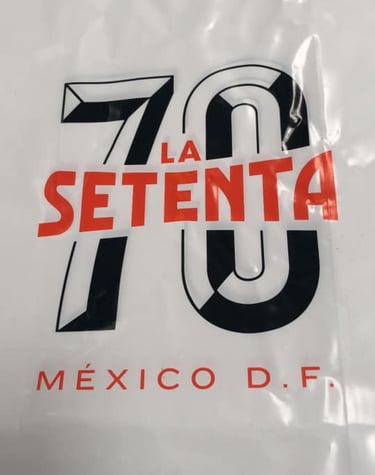 70
LA
SETENTA
MÉXICO D.F.